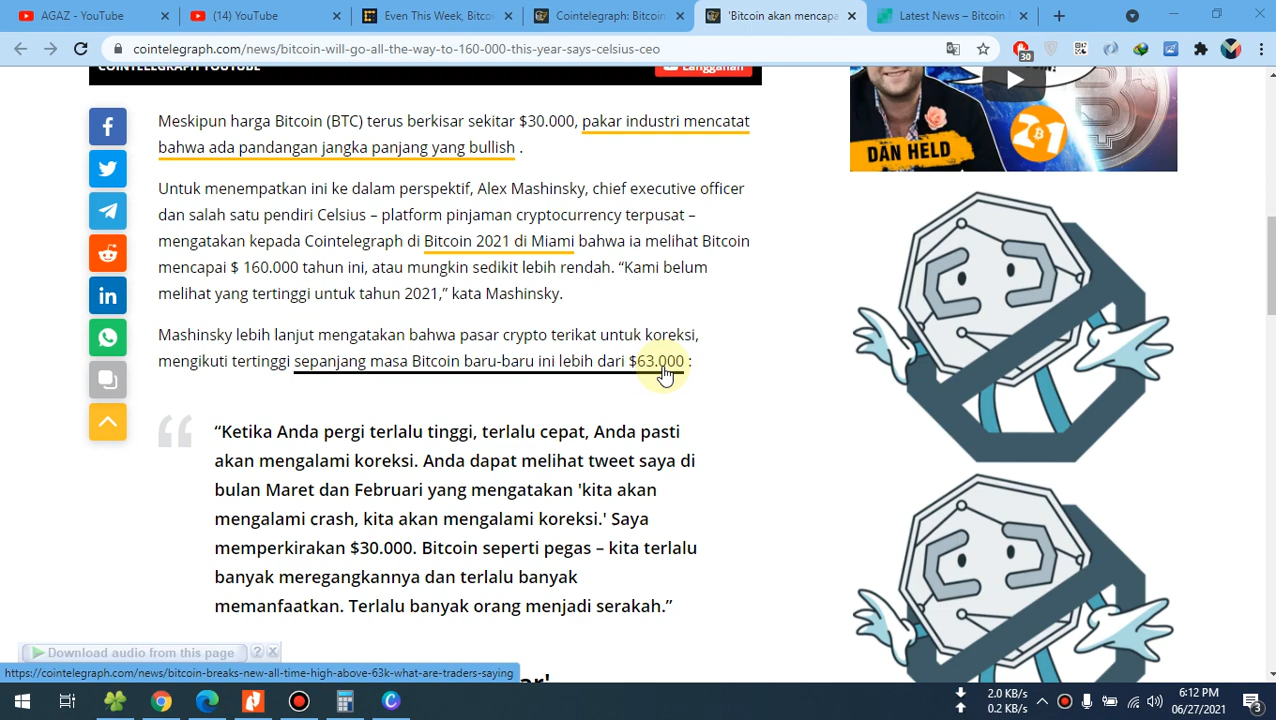 AGAZ - YouTube
(14) YouTube
Even This Week, Bitco
Cointelegraph: Bitcoin
'Bitcoin akan mencapa
Latest News – Bitcoin
cointelegraph.com/news/bitcoin-will-go-all-the-way-to-160-000-this-year-says-celsius-ceo
30
COINTELEGRAPH YOUTUBE
Langganan
DAN HELD
21
Meskipun harga Bitcoin (BTC) terus berkisar sekitar $30.000, pakar industri mencatat
bahwa ada pandangan jangka panjang yang bullish .
Untuk menempatkan ini ke dalam perspektif, Alex Mashinsky, chief executive officer
dan salah satu pendiri Celsius – platform pinjaman cryptocurrency terpusat –
mengatakan kepada Cointelegraph di Bitcoin 2021 di Miami bahwa ia melihat Bitcoin
mencapai $ 160.000 tahun ini, atau mungkin sedikit lebih rendah. “Kami belum
melihat yang tertinggi untuk tahun 2021,” kata Mashinsky.
Mashinsky lebih lanjut mengatakan bahwa pasar crypto terikat untuk koreksi,
mengikuti tertinggi sepanjang masa Bitcoin baru-baru ini lebih dari $63.000 :
“Ketika Anda pergi terlalu tinggi, terlalu cepat, Anda pasti
akan mengalami koreksi. Anda dapat melihat tweet saya di
bulan Maret dan Februari yang mengatakan 'kita akan
mengalami crash, kita akan mengalami koreksi.' Saya
memperkirakan $30.000. Bitcoin seperti pegas – kita terlalu
banyak meregangkannya dan terlalu banyak
memanfaatkan. Terlalu banyak orang menjadi serakah.”
Download audio from this page
? X
https://cointelegraph.com/news/bitcoin-breaks-new-all-time-high-above-63k-what-are-traders-saying
2.0 KB/s
0.2 KB/s
6:12 PM
06/27/2021
3